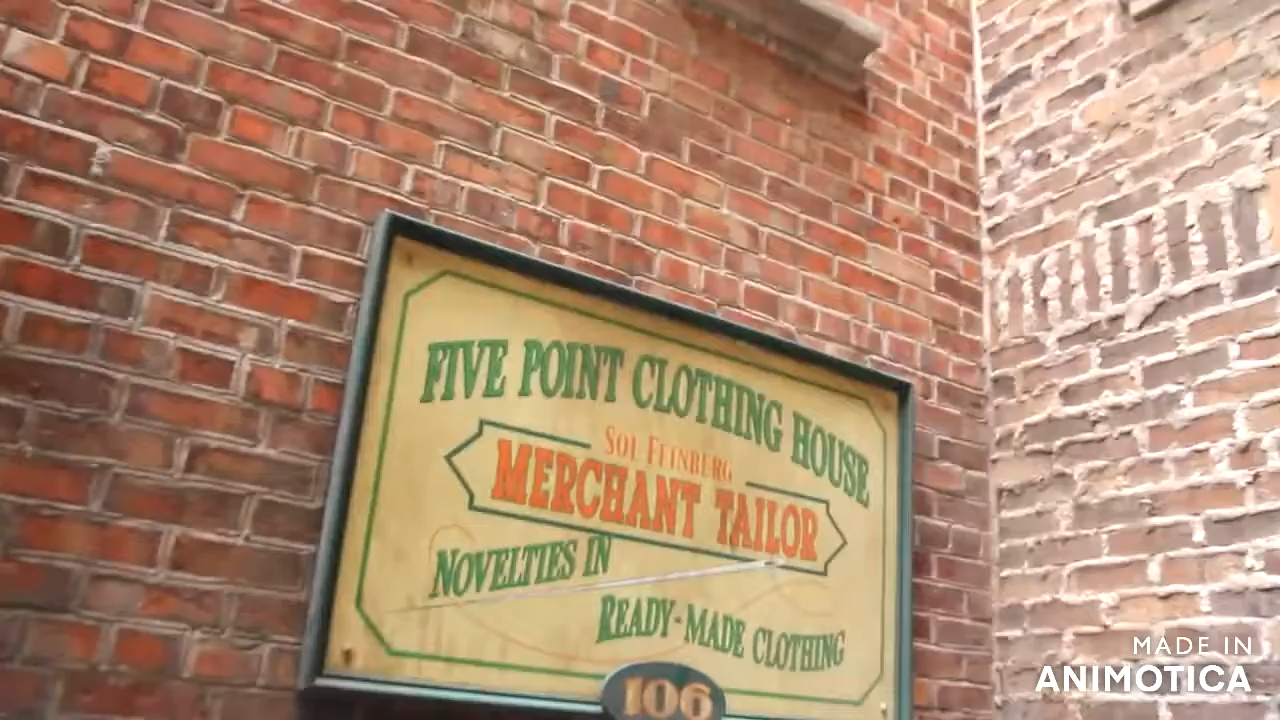 FIVE POINT CLOTHING HOUSE
SOL FEINBERG
MERCHANT TAILOR
NOVELTIES IN
READY-MADE CLOTHING
106
MADE IN
ANIMOTICA